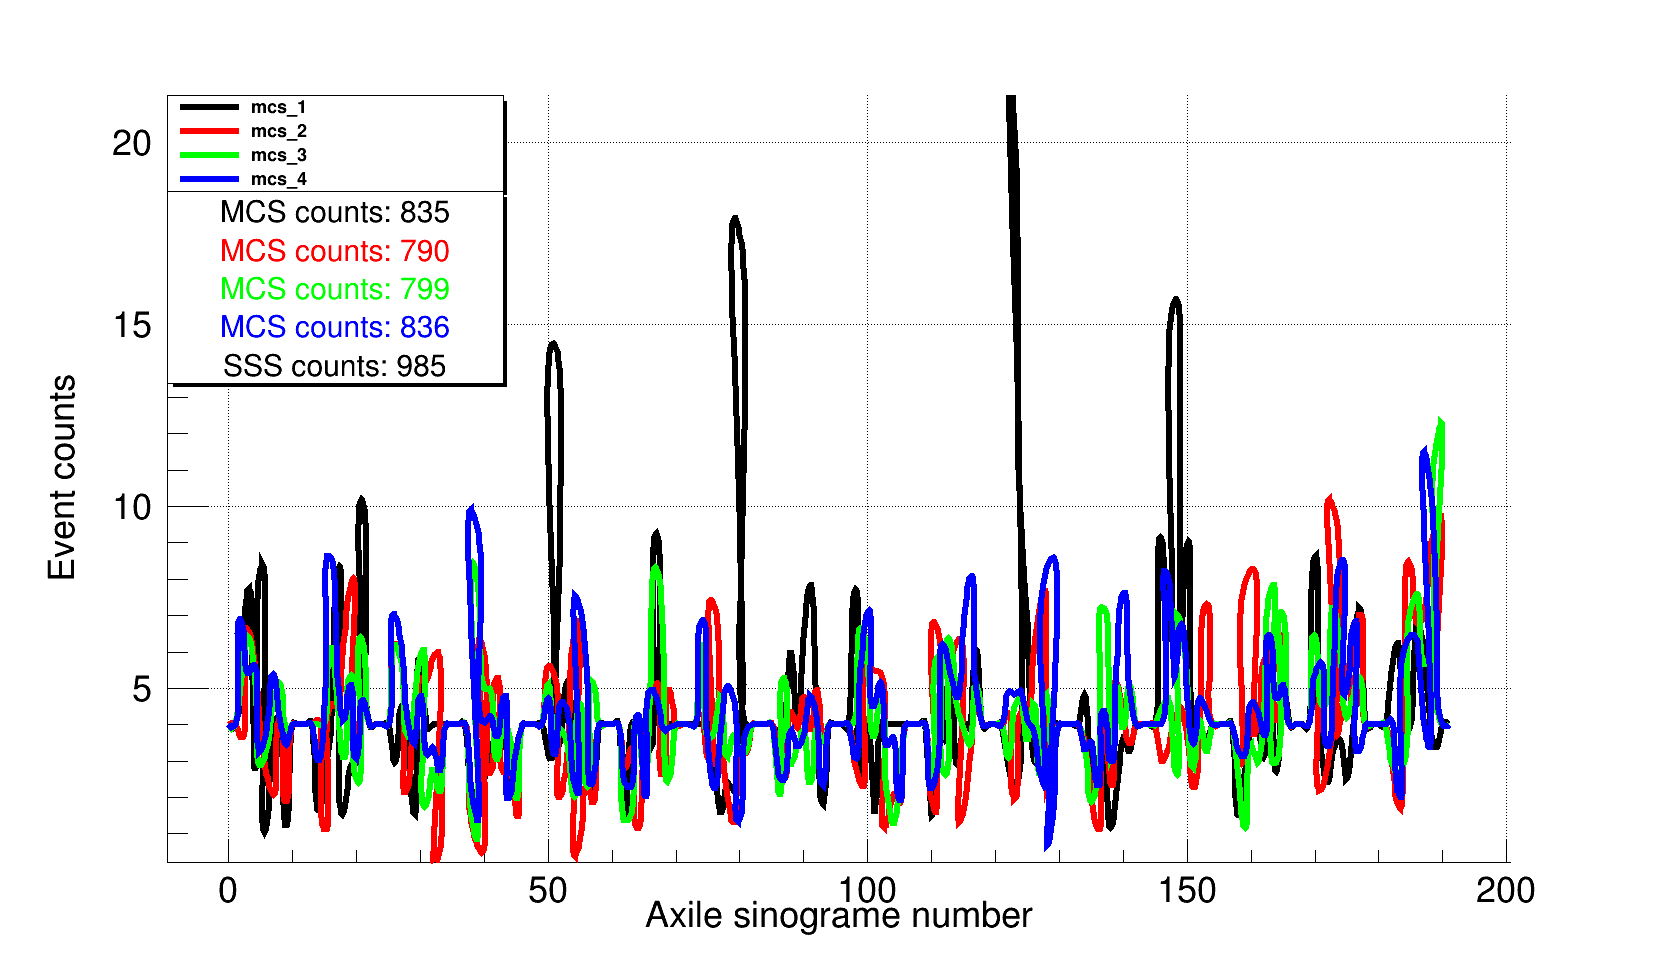 mcs_1
mcs_2
mcs_3
mcs_4
MCS counts: 835
MCS counts: 790
MCS counts: 799
MCS counts: 836
SSS counts: 985
Event counts
20
15
10
5
0 50 100 150 200
Axile sinograme number